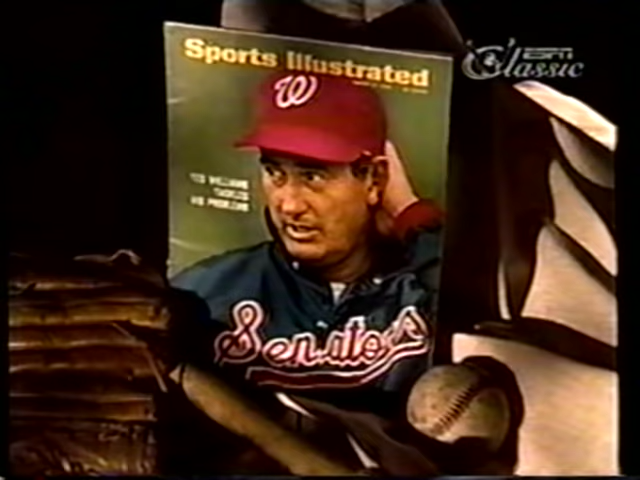 Sports Illustrated
ESPN
Classic
W
TED WILLIAMS
TACKLES
HIS PROBLEMS
Senators